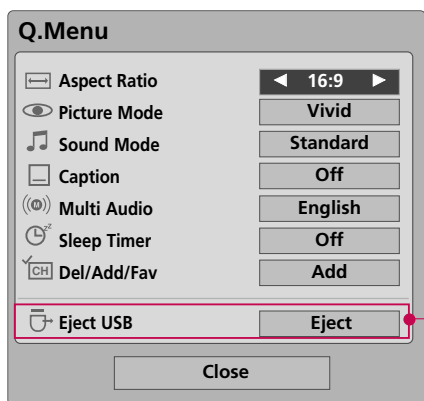 Q.Menu
Aspect Ratio ◀ 16:9 ▶
Picture Mode Vivid
Sound Mode Standard
Caption Off
Multi Audio English
Sleep Timer Off
CH Del/Add/Fav Add
Eject USB Eject
Close